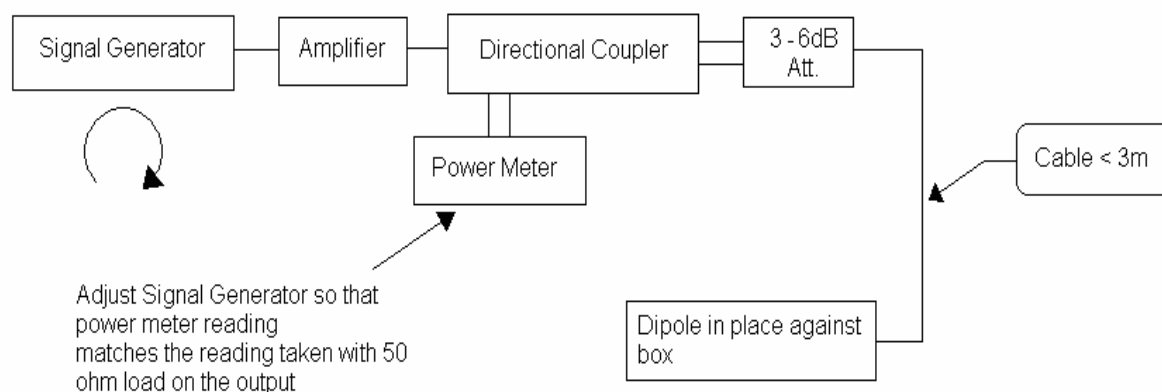 Signal Generator
Amplifier
Directional Coupler
3 - 6dB
Att.
Power Meter
Cable < 3m
Adjust Signal Generator so that
power meter reading
matches the reading taken with 50
ohm load on the output
Dipole in place against
box